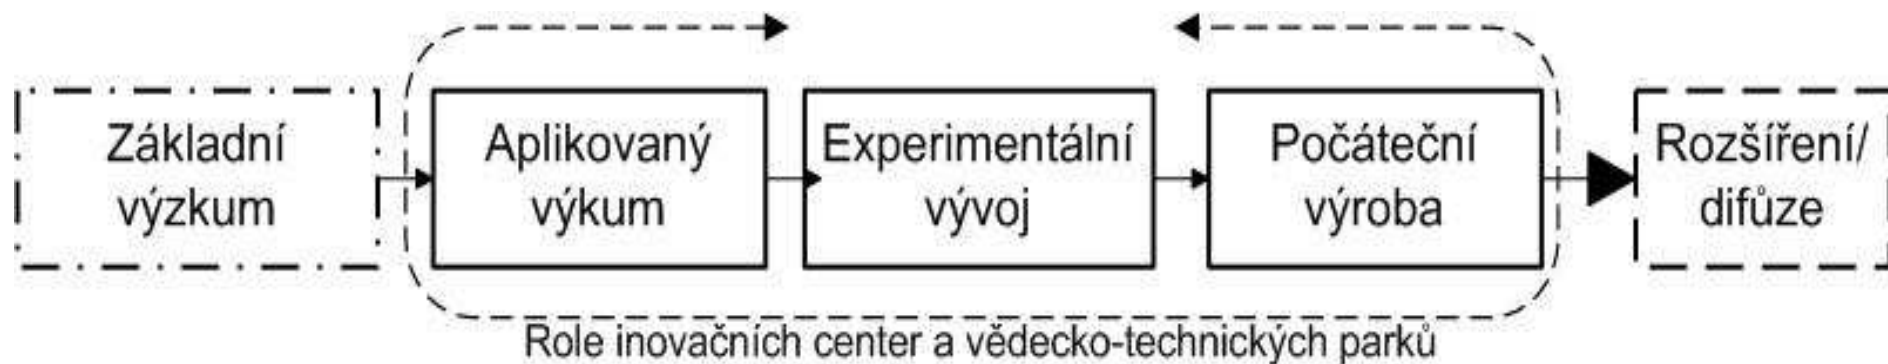 Základní
výzkum
Aplikovaný
výkum
Experimentální
vývoj
Počáteční
výroba
Rozšíření/
difůze
Role inovačních center a vědecko-technických parků